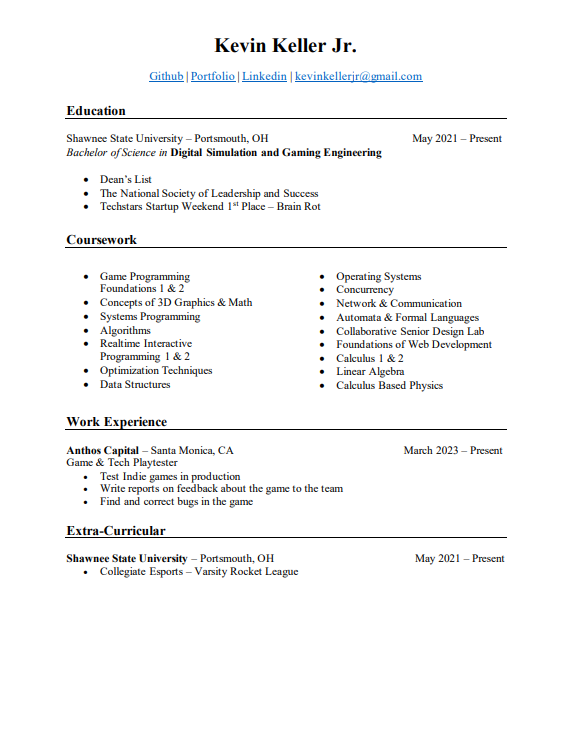 Kevin Keller Jr.
Github | Portfolio | Linkedin | kevinkellerjr@gmail.com
Education
Shawnee State University – Portsmouth, OH May 2021 – Present
Bachelor of Science in Digital Simulation and Gaming Engineering
• Dean's List
• The National Society of Leadership and Success
• Techstars Startup Weekend 1st Place – Brain Rot
Coursework
• Game Programming
Foundations 1 & 2
• Concepts of 3D Graphics & Math
• Systems Programming
• Algorithms
• Realtime Interactive
Programming 1 & 2
• Optimization Techniques
• Data Structures
• Operating Systems
• Concurrency
• Network & Communication
• Automata & Formal Languages
• Collaborative Senior Design Lab
• Foundations of Web Development
• Calculus 1 & 2
• Linear Algebra
• Calculus Based Physics
Work Experience
Anthos Capital – Santa Monica, CA March 2023 – Present
Game & Tech Playtester
• Test Indie games in production
• Write reports on feedback about the game to the team
• Find and correct bugs in the game
Extra-Curricular
Shawnee State University – Portsmouth, OH May 2021 – Present
• Collegiate Esports – Varsity Rocket League